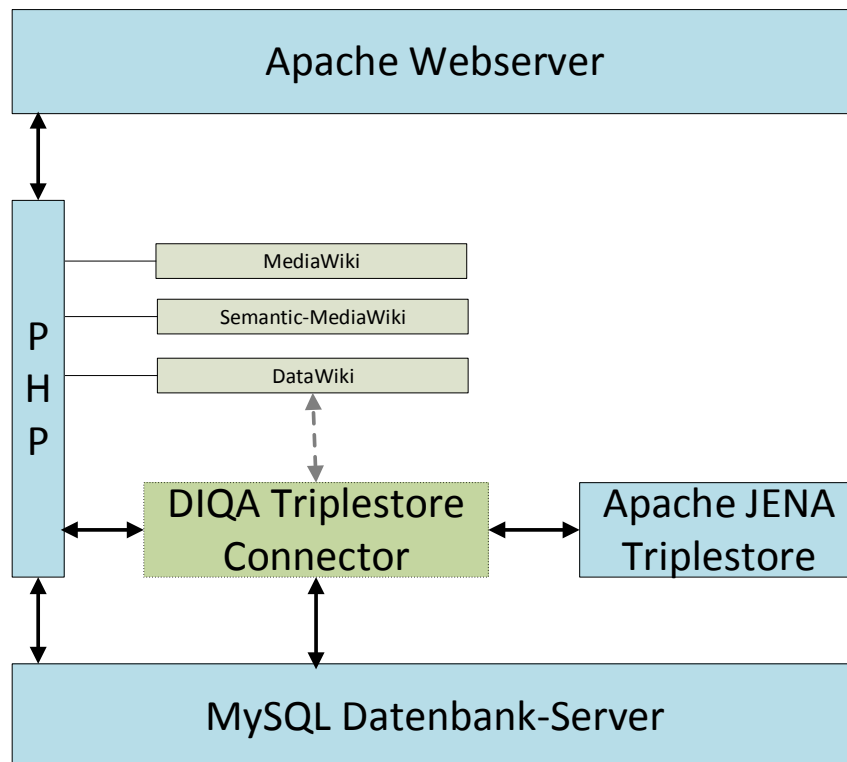 Apache Webserver
MediaWiki
Semantic-MediaWiki
DataWiki
P
H
P
DIQA Triplestore
Connector
Apache JENA
Triplestore
MySQL Datenbank-Server